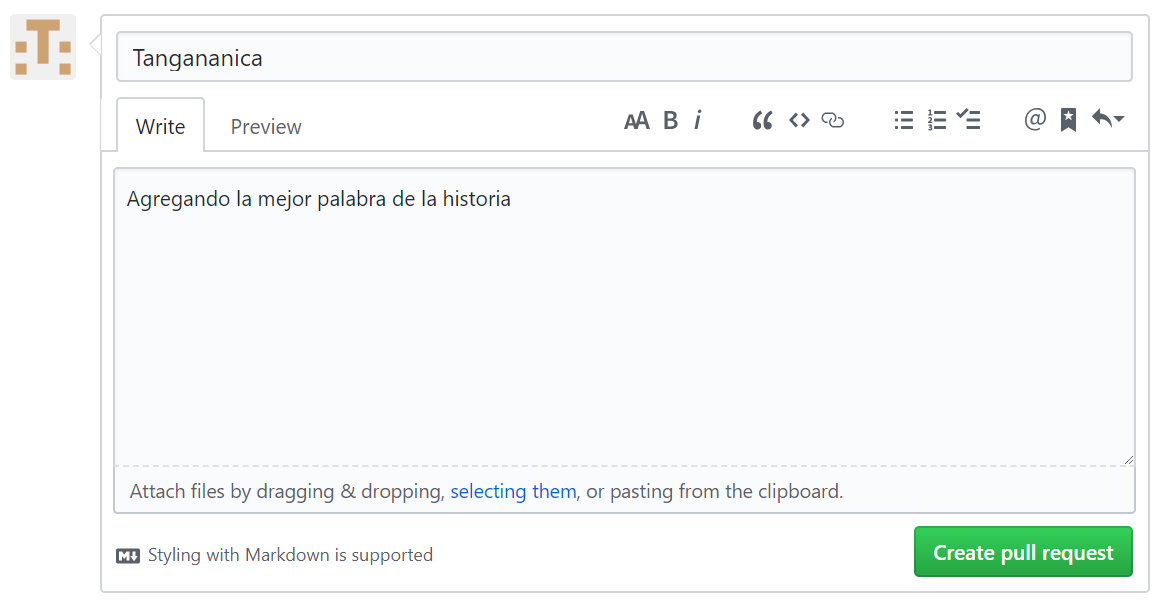 Tangananica
Write Preview AA B i “ <> @
Agregando la mejor palabra de la historia
Attach files by dragging & dropping, selecting them, or pasting from the clipboard.
M Styling with Markdown is supported
Create pull request